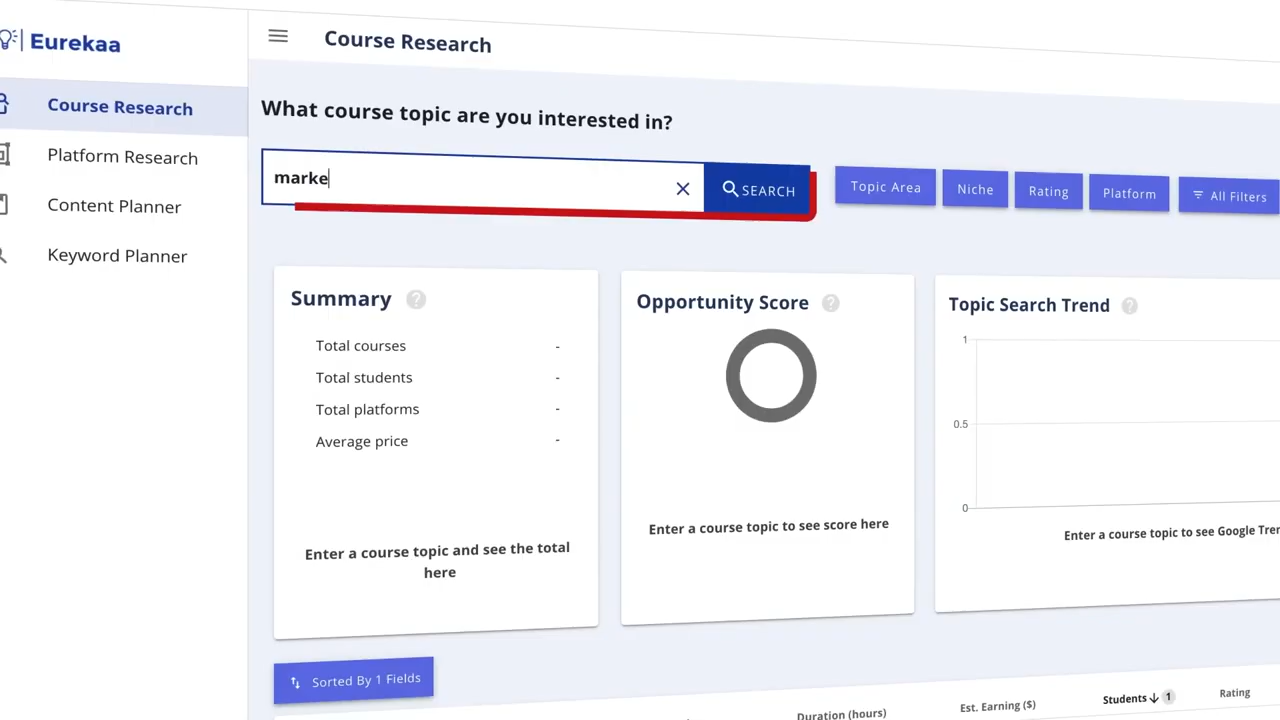 Eurekaa
Course Research
Course Research
Platform Research
Content Planner
Keyword Planner
What course topic are you interested in?
marke
SEARCH
Topic Area
Niche
Rating
Platform
All Filters
Summary ?
Total courses -
Total students -
Total platforms -
Average price -
Enter a course topic and see the total
here
Opportunity Score ?
Enter a course topic to see score here
Topic Search Trend ?
1
0.5
0
Enter a course topic to see Google Tren
Sorted By 1 Fields
Duration (hours)
Est. Earning ($)
Students 1
Rating